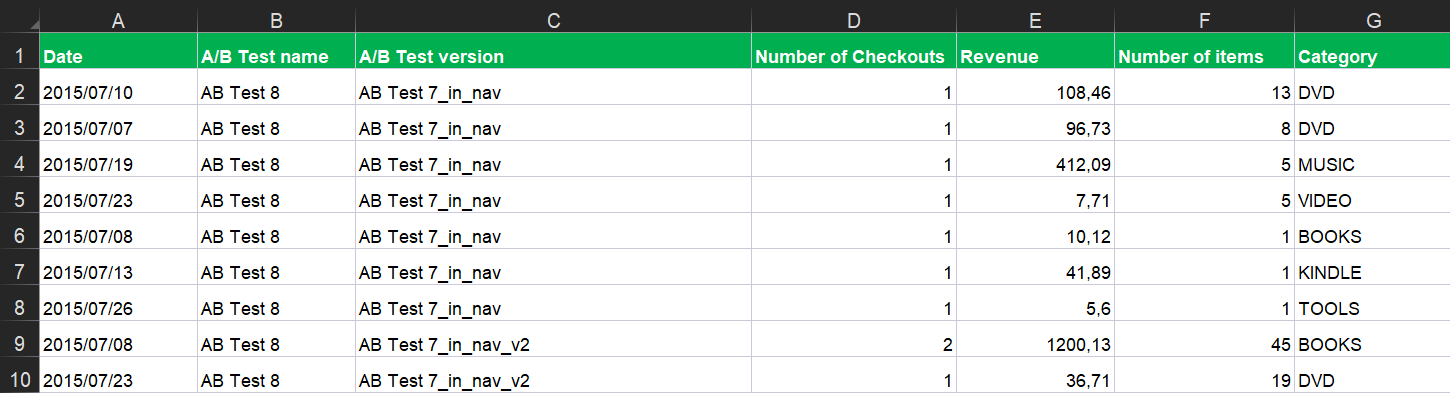 A B C D E F G
1 Date A/B Test name A/B Test version Number of Checkouts Revenue Number of items Category
2 2015/07/10 AB Test 8 AB Test 7_in_nav 1 108,46 13 DVD
3 2015/07/07 AB Test 8 AB Test 7_in_nav 1 96,73 8 DVD
4 2015/07/19 AB Test 8 AB Test 7_in_nav 1 412,09 5 MUSIC
5 2015/07/23 AB Test 8 AB Test 7_in_nav 1 7,71 5 VIDEO
6 2015/07/08 AB Test 8 AB Test 7_in_nav 1 10,12 1 BOOKS
7 2015/07/13 AB Test 8 AB Test 7_in_nav 1 41,89 1 KINDLE
8 2015/07/26 AB Test 8 AB Test 7_in_nav 1 5,6 1 TOOLS
9 2015/07/08 AB Test 8 AB Test 7_in_nav_v2 2 1200,13 45 BOOKS
10 2015/07/23 AB Test 8 AB Test 7_in_nav_v2 1 36,71 19 DVD